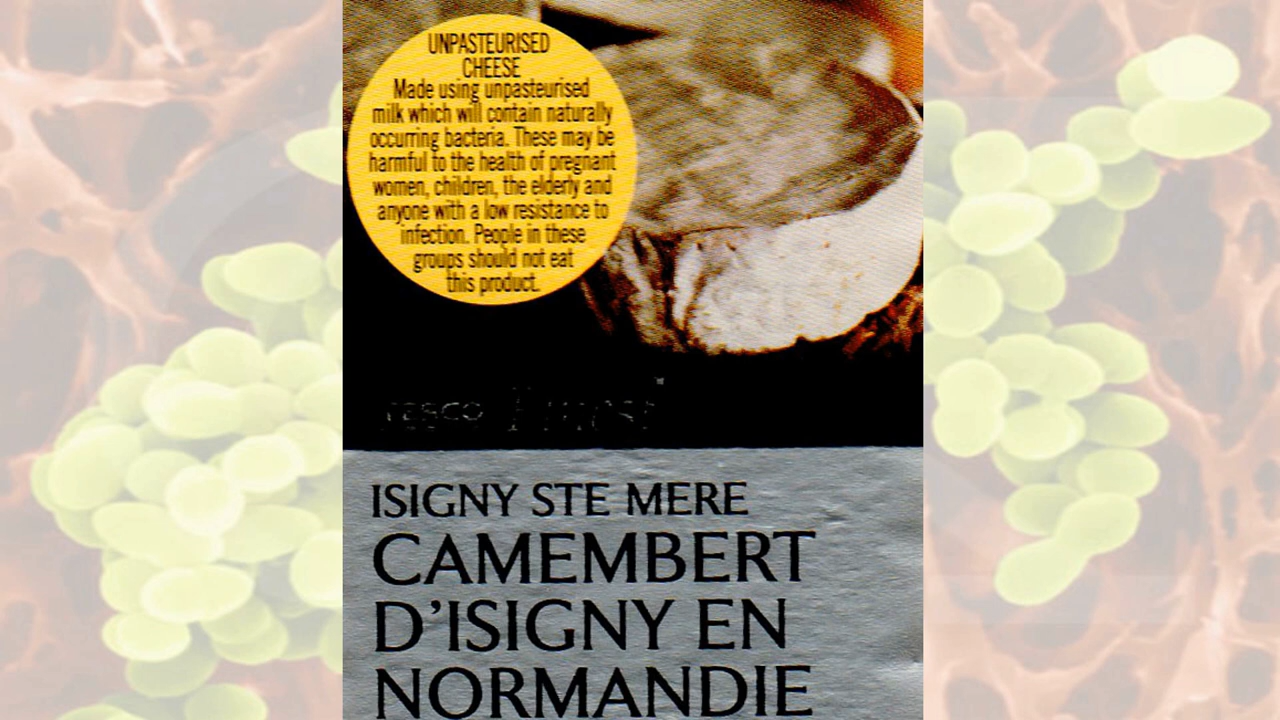 UNPASTEURISED
CHEESE
Made using unpasteurised
milk which will contain naturally
occurring bacteria. These may be
harmful to the health of pregnant
women, children, the elderly and
anyone with a low resistance to
infection. People in these
groups should not eat
this product.
Tesco Finest
ISIGNY STE MERE
CAMEMBERT
D'ISIGNY EN
NORMANDIE